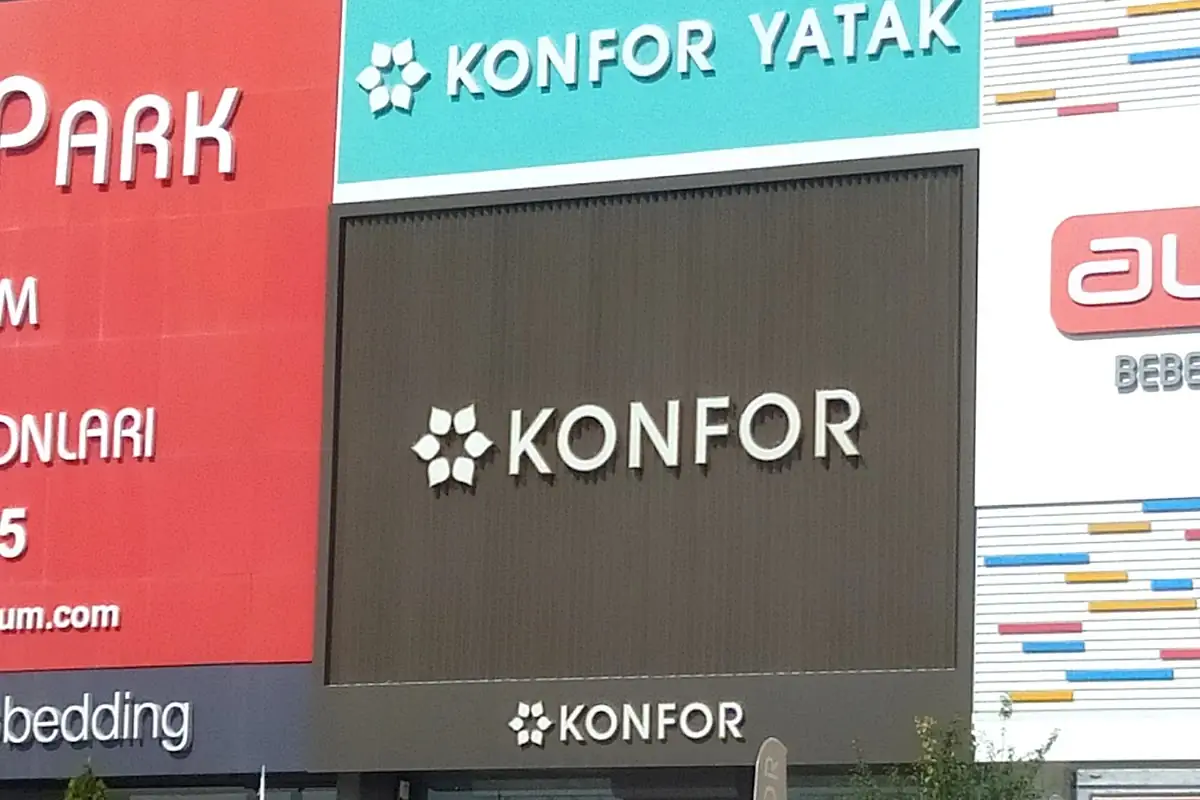 PARK
M
ONLARI
5
um.com
bedding
KONFOR YATAK
KONFOR
KONFOR
BEBE